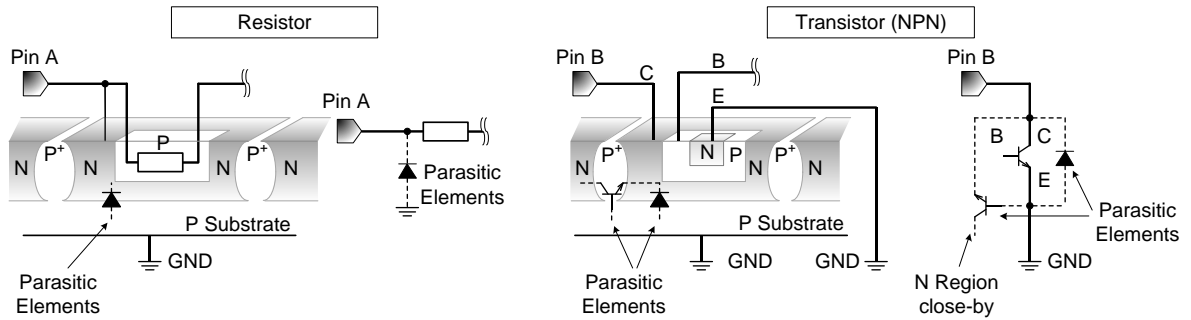 Resistor
Transistor (NPN)
Pin A
Pin B
C
B
E
Pin B
Pin A
N
P+
N
P
P+
N
N
P+
N
P
P+
N
N
B
C
E
Parasitic
Elements
P Substrate
GND
Parasitic
Elements
P Substrate
GND
GND
Parasitic
Elements
Parasitic
Elements
N Region
close-by
GND